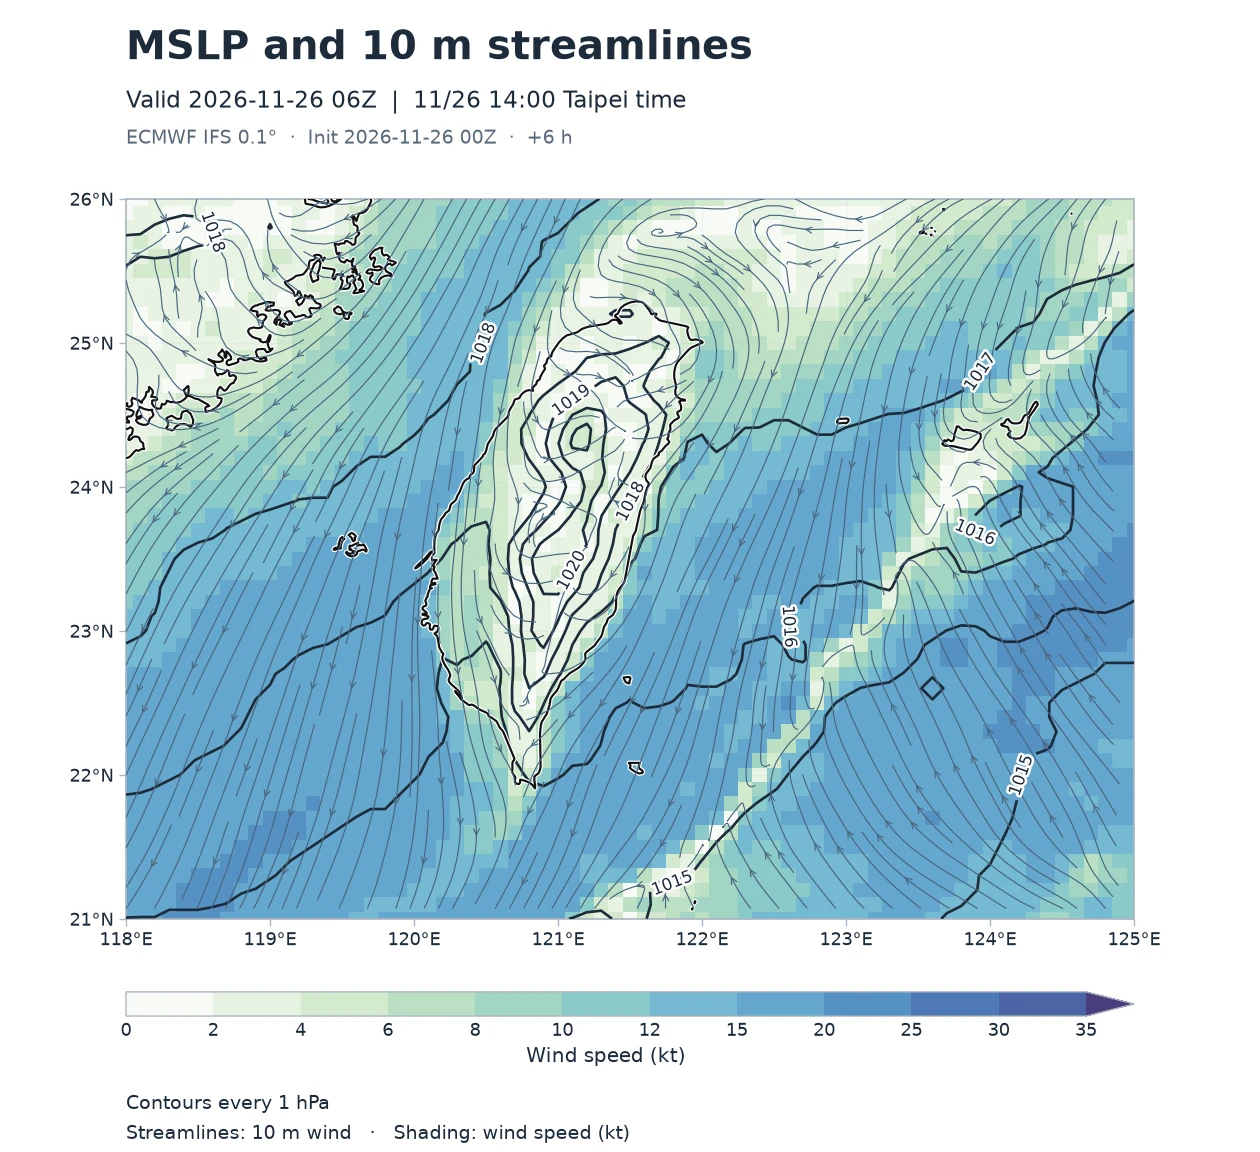 MSLP and 10 m streamlines
Valid 2026-11-26 06Z | 11/26 14:00 Taipei time
ECMWF IFS 0.1° · Init 2026-11-26 00Z · +6 h
26°N
1018
25°N
1018
1017
1019
24°N
1018
1016
1020
23°N
1016
22°N
1015
1015
21°N
118°E 119°E 120°E 121°E 122°E 123°E 124°E 125°E
0 2 4 6 8 10 12 15 20 25 30 35
Wind speed (kt)
Contours every 1 hPa
Streamlines: 10 m wind · Shading: wind speed (kt)